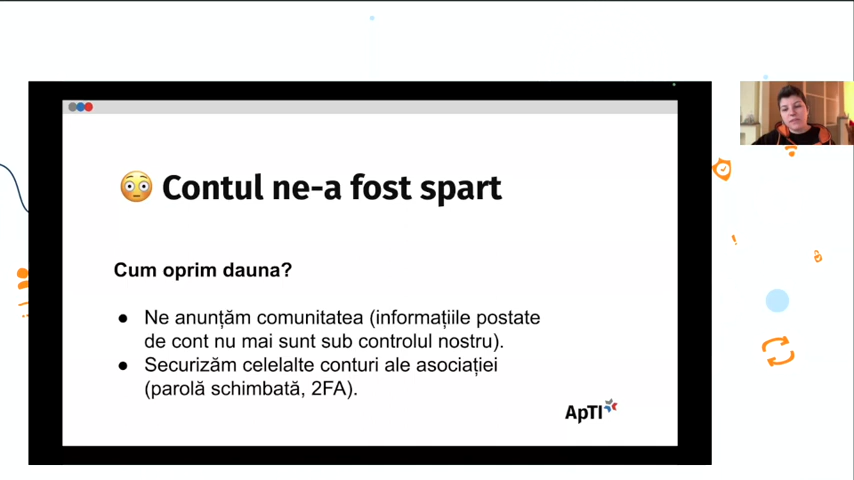 😳 Contul ne-a fost spart
Cum oprim dauna?
● Ne anunțăm comunitatea (informațiile postate
de cont nu mai sunt sub controlul nostru).
● Securizăm celelalte conturi ale asociației
(parolă schimbată, 2FA).
ApTI